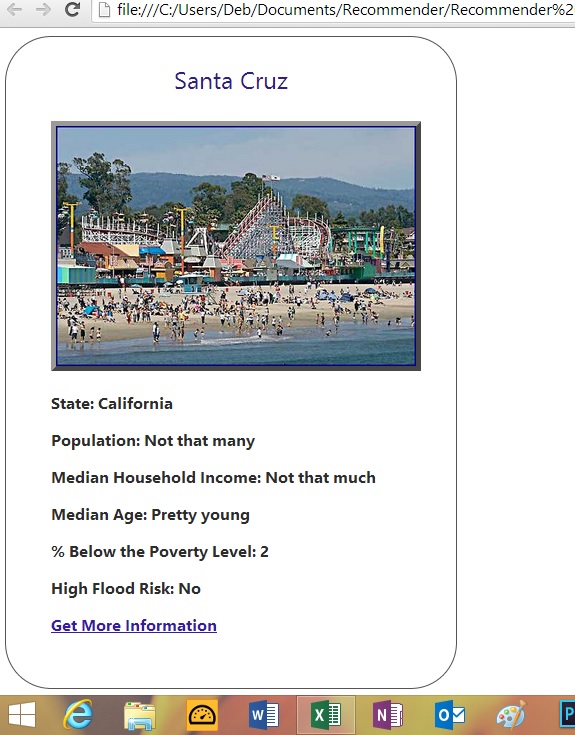 file:///C:/Users/Deb/Documents/Recommender/Recommender%2
Santa Cruz
State: California
Population: Not that many
Median Household Income: Not that much
Median Age: Pretty young
% Below the Poverty Level: 2
High Flood Risk: No
Get More Information